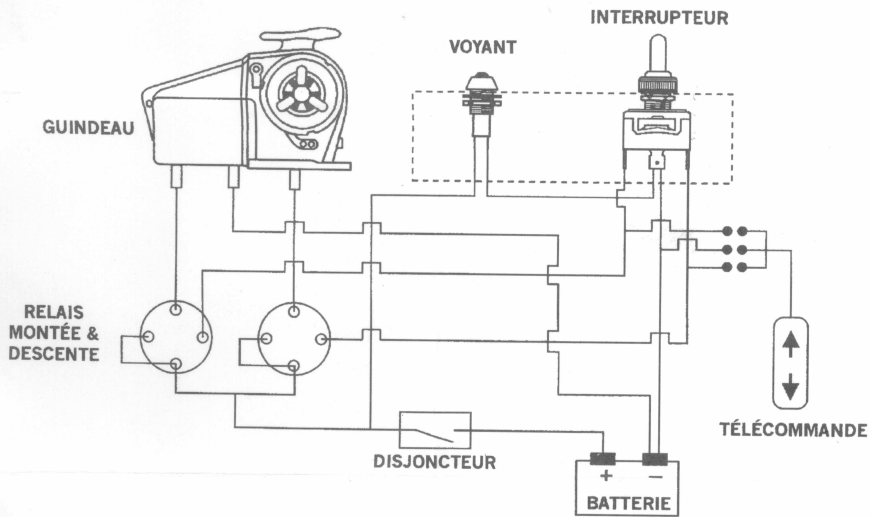 INTERRUPTEUR
VOYANT
GUINDEAU
RELAIS
MONTÉE &
DESCENTE
TÉLÉCOMMANDE
DISJONCTEUR
+ −
BATTERIE